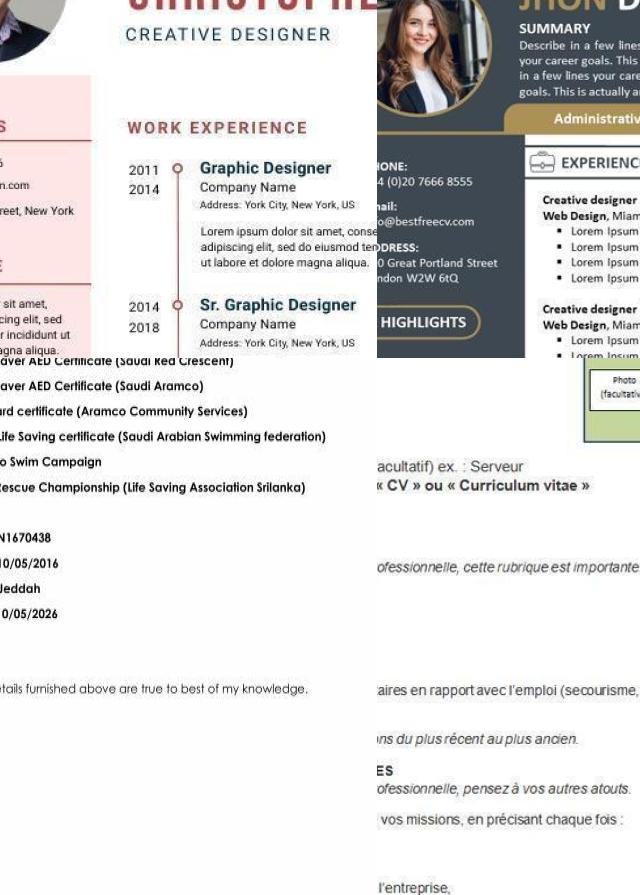 CREATIVE DESIGNER
WORK EXPERIENCE
2011
2014
Graphic Designer
Company Name
Address: York City, New York, US
Lorem ipsum dolor sit amet, conse
adipiscing elit, sed do eiusmod ten
ut labore et dolore magna aliqua.
2014
2018
Sr. Graphic Designer
Company Name
Address: York City, New York, US
S
n.com
reet, New York
E
sit amet,
cing elit, sed
r incididunt ut
agna aliqua.
SUMMARY
Describe in a few lines
your career goals. This
in a few lines your care
goals. This is actually a
Administrativ
HONE:
4 (0)20 7666 8555
nail:
o@bestfreecv.com
DDRESS:
0 Great Portland Street
ndon W2W 6tQ
HIGHLIGHTS
EXPERIENC
Creative designer
Web Design, Miam
▪ Lorem Ipsum
▪ Lorem Ipsum
▪ Lorem Ipsum
▪ Lorem Ipsum
Creative designer
Web Design, Miam
▪ Lorem Ipsum
▪ Lorem Ipsum
▪ Lorem Ipsum
aver AED Certificate (Saudi Red Crescent)
aver AED Certificate (Saudi Aramco)
ard certificate (Aramco Community Services)
Life Saving certificate (Saudi Arabian Swimming federation)
o Swim Campaign
Rescue Championship (Life Saving Association Srilanka)
N1670438
10/05/2016
Jeddah
0/05/2026
etails furnished above are true to best of my knowledge.
Photo
(facultativ
acultatif) ex. : Serveur
« CV » ou « Curriculum vitae »
ofessionnelle, cette rubrique est importante
taires en rapport avec l'emploi (secourisme,
ns du plus récent au plus ancien.
ES
ofessionnelle, pensez à vos autres atouts.
vos missions, en précisant chaque fois :
l'entreprise,